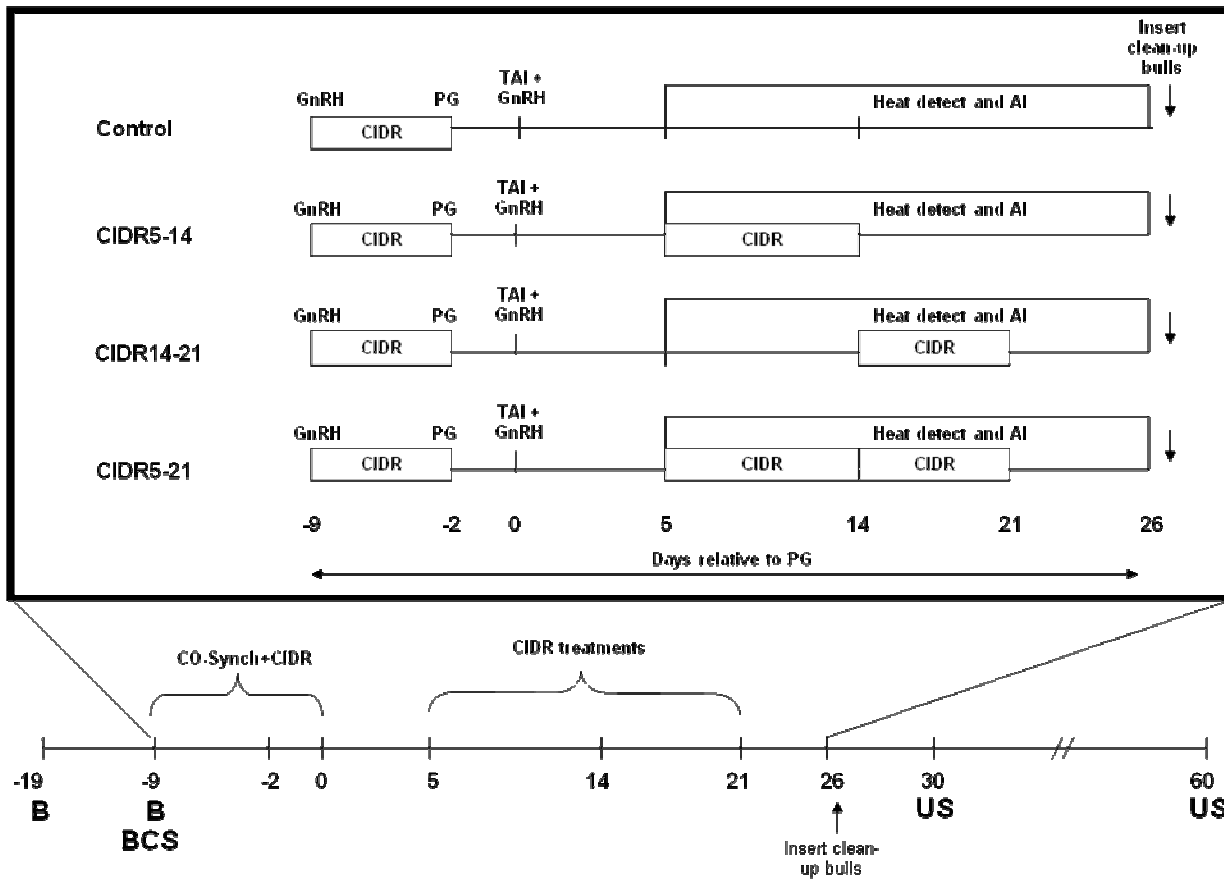 Insert
clean-up
bulls
TAI +
GnRH PG GnRH Heat detect and AI
Control CIDR
TAI +
GnRH PG GnRH Heat detect and AI
CIDR5-14 CIDR CIDR
TAI +
GnRH PG GnRH Heat detect and AI
CIDR14-21 CIDR CIDR
TAI +
GnRH PG GnRH Heat detect and AI
CIDR5-21 CIDR CIDR CIDR
-9 -2 0 5 14 21 26
Days relative to PG
CO-Synch+CIDR CIDR treatments
-19 -9 -2 0 5 14 21 26 30 60
B B US US
BCS
Insert clean-
up bulls